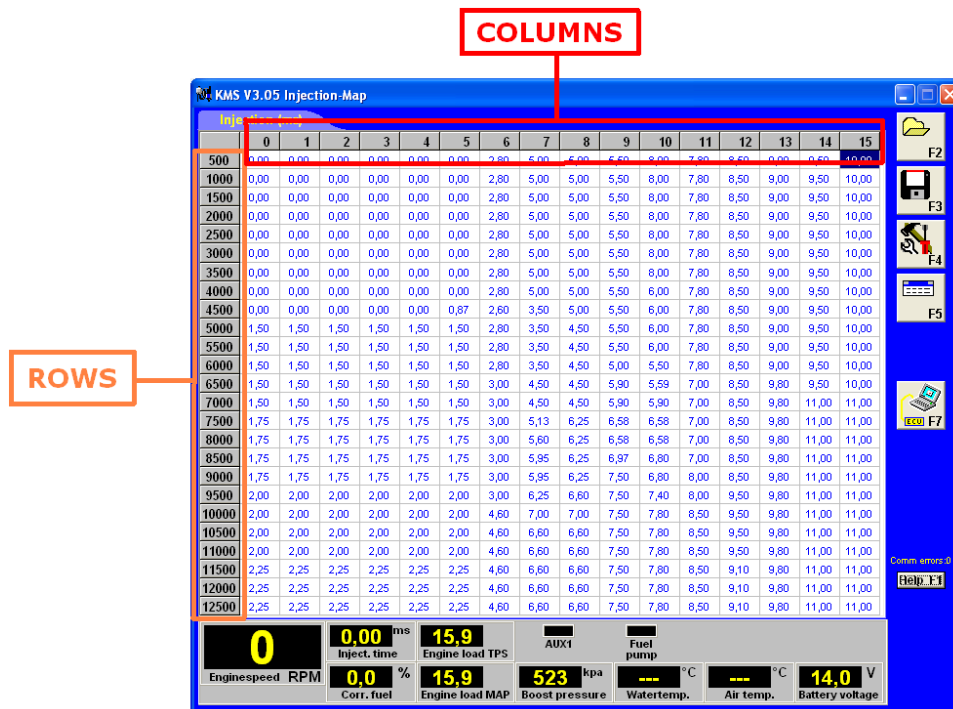 COLUMNS
KMS V3.05 Injection-Map
Injection (ms)
0 1 2 3 4 5 6 7 8 9 10 11 12 13 14 15
F2
500 0,00 0,00 0,00 0,00 0,00 0,00 2,80 5,00 5,00 5,50 8,00 7,80 8,50 9,00 9,50 10,00
1000 0,00 0,00 0,00 0,00 0,00 0,00 2,80 5,00 5,00 5,50 8,00 7,80 8,50 9,00 9,50 10,00
1500 0,00 0,00 0,00 0,00 0,00 0,00 2,80 5,00 5,00 5,50 8,00 7,80 8,50 9,00 9,50 10,00
F3
2000 0,00 0,00 0,00 0,00 0,00 0,00 2,80 5,00 5,00 5,50 8,00 7,80 8,50 9,00 9,50 10,00
2500 0,00 0,00 0,00 0,00 0,00 0,00 2,80 5,00 5,00 5,50 8,00 7,80 8,50 9,00 9,50 10,00
3000 0,00 0,00 0,00 0,00 0,00 0,00 2,80 5,00 5,00 5,50 8,00 7,80 8,50 9,00 9,50 10,00
F4
3500 0,00 0,00 0,00 0,00 0,00 0,00 2,80 5,00 5,00 5,50 8,00 7,80 8,50 9,00 9,50 10,00
4000 0,00 0,00 0,00 0,00 0,00 0,00 2,80 5,00 5,00 5,50 6,00 7,80 8,50 9,00 9,50 10,00
4500 0,00 0,00 0,00 0,00 0,00 0,87 2,60 3,50 5,00 5,50 6,00 7,80 8,50 9,00 9,50 10,00
F5
5000 1,50 1,50 1,50 1,50 1,50 1,50 2,80 3,50 4,50 5,50 6,00 7,80 8,50 9,00 9,50 10,00
5500 1,50 1,50 1,50 1,50 1,50 1,50 2,80 3,50 4,50 5,50 6,00 7,80 8,50 9,00 9,50 10,00
6000 1,50 1,50 1,50 1,50 1,50 1,50 2,80 3,50 4,50 5,00 5,50 7,80 8,50 9,00 9,50 10,00
ROWS
6500 1,50 1,50 1,50 1,50 1,50 1,50 3,00 4,50 4,50 5,90 5,59 7,00 8,50 9,80 9,50 10,00
7000 1,50 1,50 1,50 1,50 1,50 1,50 3,00 4,50 4,50 5,90 5,90 7,00 8,50 9,80 11,00 11,00
7500 1,75 1,75 1,75 1,75 1,75 1,75 3,00 5,13 6,25 6,58 6,58 7,00 8,50 9,80 11,00 11,00
ECU F7
8000 1,75 1,75 1,75 1,75 1,75 1,75 3,00 5,60 6,25 6,58 6,58 7,00 8,50 9,80 11,00 11,00
8500 1,75 1,75 1,75 1,75 1,75 1,75 3,00 5,95 6,25 6,97 6,80 7,00 8,50 9,80 11,00 11,00
9000 1,75 1,75 1,75 1,75 1,75 1,75 3,00 5,95 6,25 7,50 6,80 8,00 8,50 9,80 11,00 11,00
9500 2,00 2,00 2,00 2,00 2,00 2,00 3,00 6,25 6,60 7,50 7,40 8,00 9,50 9,80 11,00 11,00
10000 2,00 2,00 2,00 2,00 2,00 2,00 4,60 7,00 7,00 7,50 7,80 8,50 9,50 9,80 11,00 11,00
10500 2,00 2,00 2,00 2,00 2,00 2,00 4,60 6,60 6,60 7,50 7,80 8,50 9,50 9,80 11,00 11,00
11000 2,00 2,00 2,00 2,00 2,00 2,00 4,60 6,60 6,60 7,50 7,80 8,50 9,50 9,80 11,00 11,00
Comm errors:0
11500 2,25 2,25 2,25 2,25 2,25 2,25 4,60 6,60 6,60 7,50 7,80 8,50 9,10 9,80 11,00 11,00
Help F1
12000 2,25 2,25 2,25 2,25 2,25 2,25 4,60 6,60 6,60 7,50 7,80 8,50 9,10 9,80 11,00 11,00
12500 2,25 2,25 2,25 2,25 2,25 2,25 4,60 6,60 6,60 7,50 7,80 8,50 9,10 9,80 11,00 11,00
0
Enginespeed RPM
0,00 ms
Inject. time
15,9
Engine load TPS
AUX1
Fuel
pump
0,0 %
Corr. fuel
15,9
Engine load MAP
523 kpa
Boost pressure
--- °C
Watertemp.
--- °C
Air temp.
14,0 V
Battery voltage